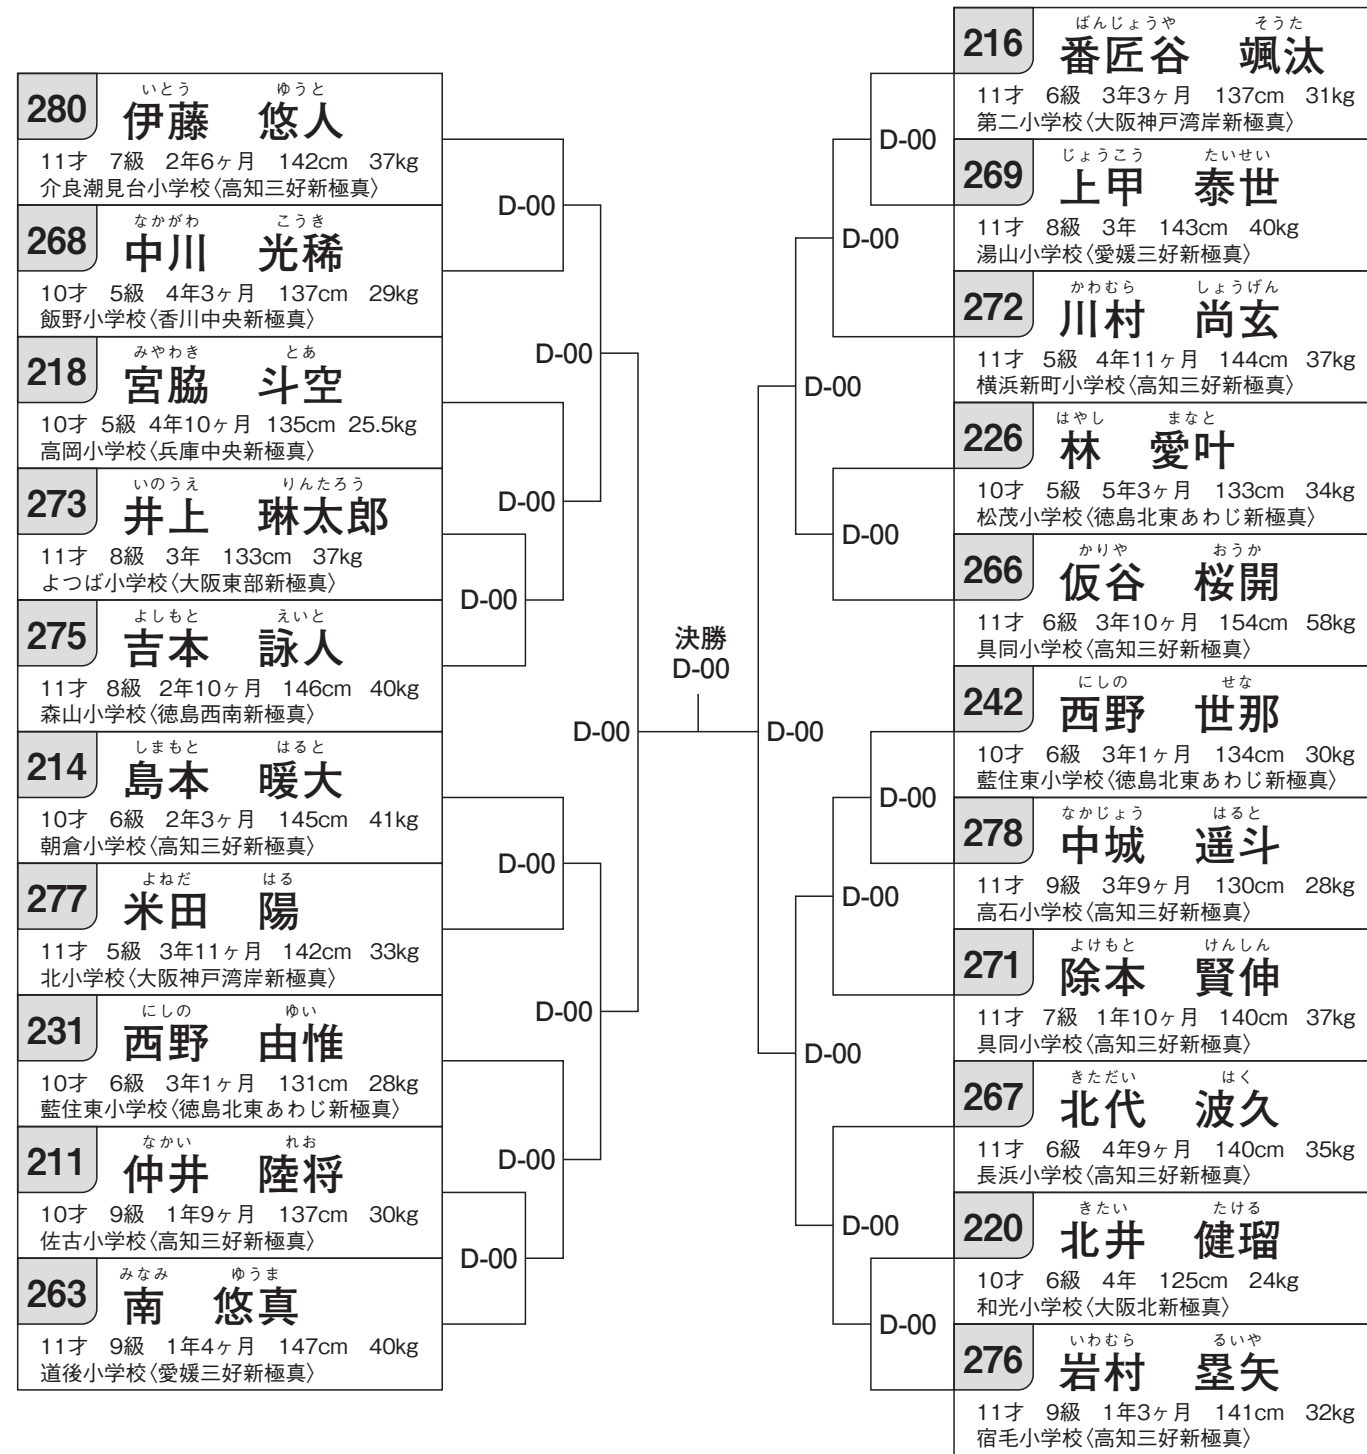 280
いとう ゆうと
伊藤 悠人
11才 7級 2年6ヶ月 142cm 37kg
介良潮見台小学校〈高知三好新極真〉
268
なかがわ こうき
中川 光稀
10才 5級 4年3ヶ月 137cm 29kg
飯野小学校〈香川中央新極真〉
218
みやわき とあ
宮脇 斗空
10才 5級 4年10ヶ月 135cm 25.5kg
高岡小学校〈兵庫中央新極真〉
273
いのうえ りんたろう
井上 琳太郎
11才 8級 3年 133cm 37kg
よつば小学校〈大阪東部新極真〉
275
よしもと えいと
吉本 詠人
11才 8級 2年10ヶ月 146cm 40kg
森山小学校〈徳島西南新極真〉
214
しまもと はると
島本 暖大
10才 6級 2年3ヶ月 145cm 41kg
朝倉小学校〈高知三好新極真〉
277
よねだ はる
米田 陽
11才 5級 3年11ヶ月 142cm 33kg
北小学校〈大阪神戸湾岸新極真〉
231
にしの ゆい
西野 由惟
10才 6級 3年1ヶ月 131cm 28kg
藍住東小学校〈徳島北東あわじ新極真〉
211
なかい れお
仲井 陸将
10才 9級 1年9ヶ月 137cm 30kg
佐古小学校〈高知三好新極真〉
263
みなみ ゆうま
南 悠真
11才 9級 1年4ヶ月 147cm 40kg
道後小学校〈愛媛三好新極真〉
D-00
D-00
D-00
D-00
D-00
D-00
D-00
D-00
D-00
決勝
D-00
D-00
D-00
D-00
D-00
D-00
D-00
D-00
D-00
D-00
D-00
216
ばんじょうや そうた
番匠谷 颯汰
11才 6級 3年3ヶ月 137cm 31kg
第二小学校〈大阪神戸湾岸新極真〉
269
じょうこう たいせい
上甲 泰世
11才 8級 3年 143cm 40kg
湯山小学校〈愛媛三好新極真〉
272
かわむら しょうげん
川村 尚玄
11才 5級 4年11ヶ月 144cm 37kg
横浜新町小学校〈高知三好新極真〉
226
はやし まなと
林 愛叶
10才 5級 5年3ヶ月 133cm 34kg
松茂小学校〈徳島北東あわじ新極真〉
266
かりや おうか
仮谷 桜開
11才 6級 3年10ヶ月 154cm 58kg
具同小学校〈高知三好新極真〉
242
にしの せな
西野 世那
10才 6級 3年1ヶ月 134cm 30kg
藍住東小学校〈徳島北東あわじ新極真〉
278
なかじょう はると
中城 遥斗
11才 9級 3年9ヶ月 130cm 28kg
高石小学校〈高知三好新極真〉
271
よけもと けんしん
除本 賢伸
11才 7級 1年10ヶ月 140cm 37kg
具同小学校〈高知三好新極真〉
267
きただい はく
北代 波久
11才 6級 4年9ヶ月 140cm 35kg
長浜小学校〈高知三好新極真〉
220
きたい たける
北井 健瑠
10才 6級 4年 125cm 24kg
和光小学校〈大阪北新極真〉
276
いわむら るいや
岩村 塁矢
11才 9級 1年3ヶ月 141cm 32kg
宿毛小学校〈高知三好新極真〉